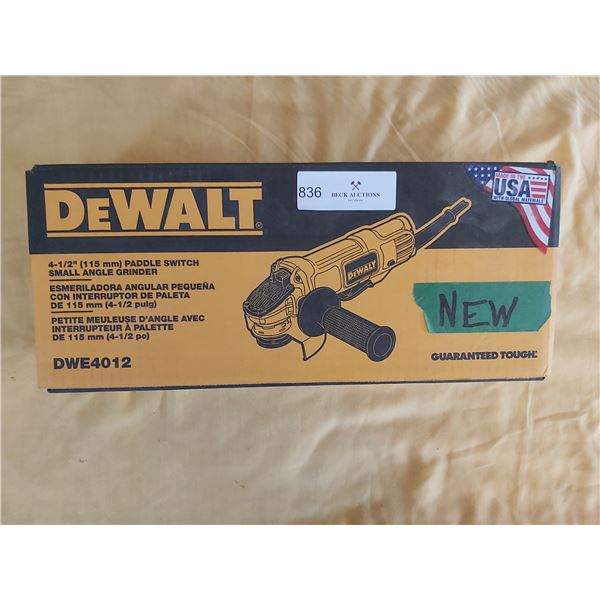 DEWALT®
836
BECK AUCTIONS
MADE IN THE
USA
WITH GLOBAL MATERIALS
4-1/2" (115 mm) PADDLE SWITCH
SMALL ANGLE GRINDER
ESMERILADORA ANGULAR PEQUEÑA
CON INTERRUPTOR DE PALETA
DE 115 mm (4-1/2 pulg)
PETITE MEULEUSE D'ANGLE AVEC
INTERRUPTEUR À PALETTE
DE 115 mm (4-1/2 po)
DWE4012
DEWALT
NEW
GUARANTEED TOUGH.